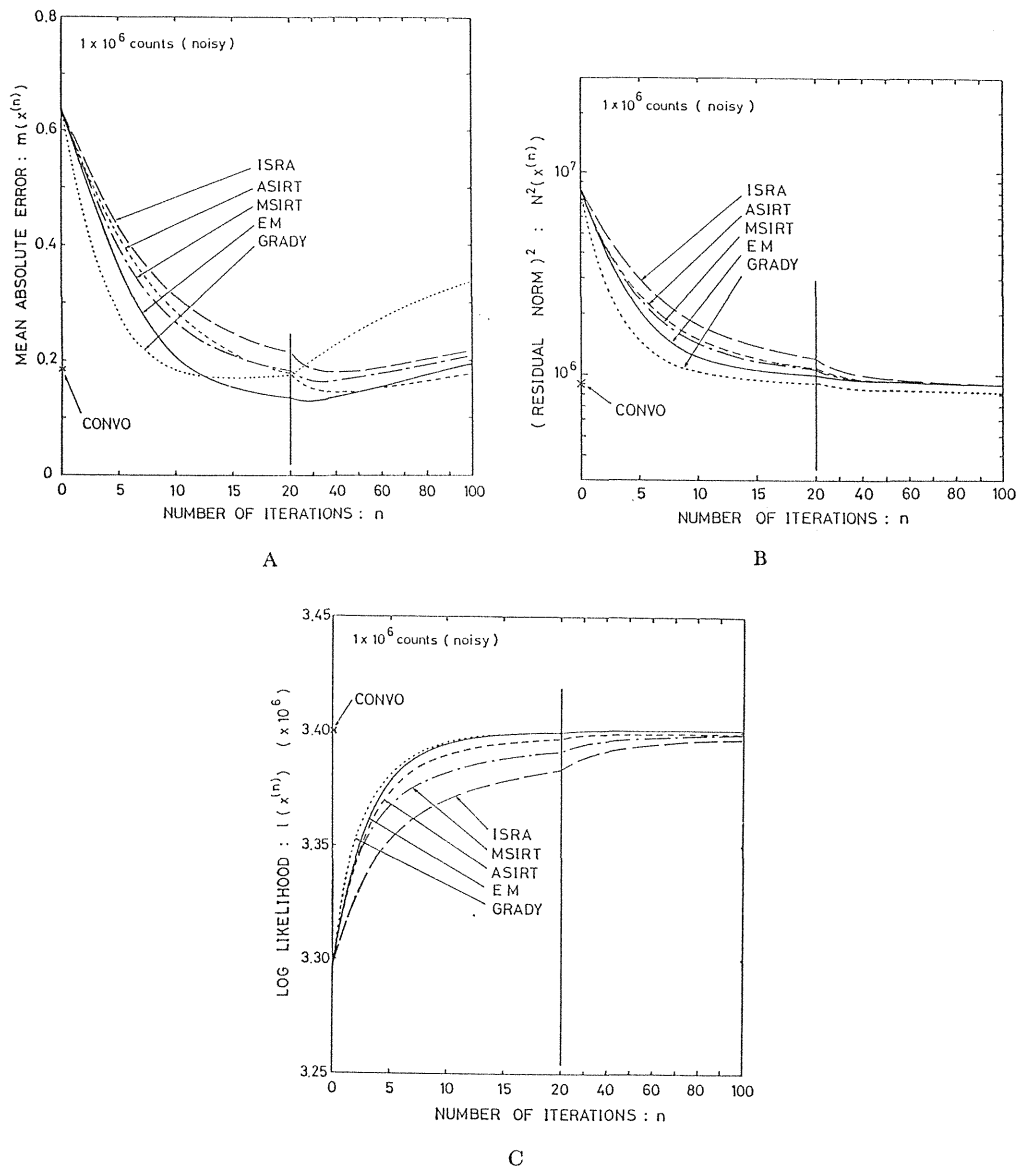 0.8
1 x 10^6 counts ( noisy )
MEAN ABSOLUTE ERROR : m(x^(n))
0.6
0.4
0.2
0
ISRA
ASIRT
MSIRT
EM
GRADY
CONVO
0 5 10 15 20 40 60 80 100
NUMBER OF ITERATIONS : n
A
1x10^6 counts ( noisy )
( RESIDUAL NORM )^2 : N^2(x^(n))
10^7
10^6
ISRA
ASIRT
MSIRT
EM
GRADY
CONVO
0 5 10 15 20 40 60 80 100
NUMBER OF ITERATIONS : n
B
3.45
1x10^6 counts ( noisy )
LOG LIKELIHOOD : l(x^(n)) (x10^6)
3.40
3.35
3.30
3.25
CONVO
ISRA
MSIRT
ASIRT
EM
GRADY
0 5 10 15 20 40 60 80 100
NUMBER OF ITERATIONS : n
C